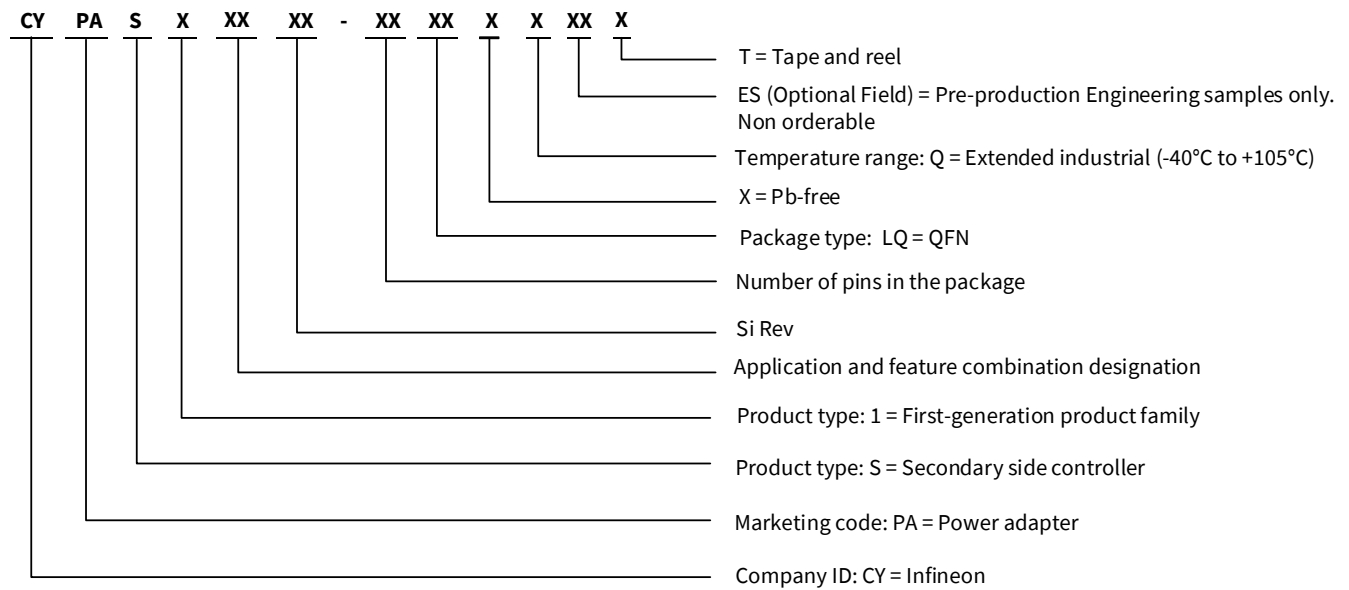 CY PA S X XX XX - XX XX X X XX X
T = Tape and reel
ES (Optional Field) = Pre-production Engineering samples only.
Non orderable
Temperature range: Q = Extended industrial (-40°C to +105°C)
X = Pb-free
Package type: LQ = QFN
Number of pins in the package
Si Rev
Application and feature combination designation
Product type: 1 = First-generation product family
Product type: S = Secondary side controller
Marketing code: PA = Power adapter
Company ID: CY = Infineon